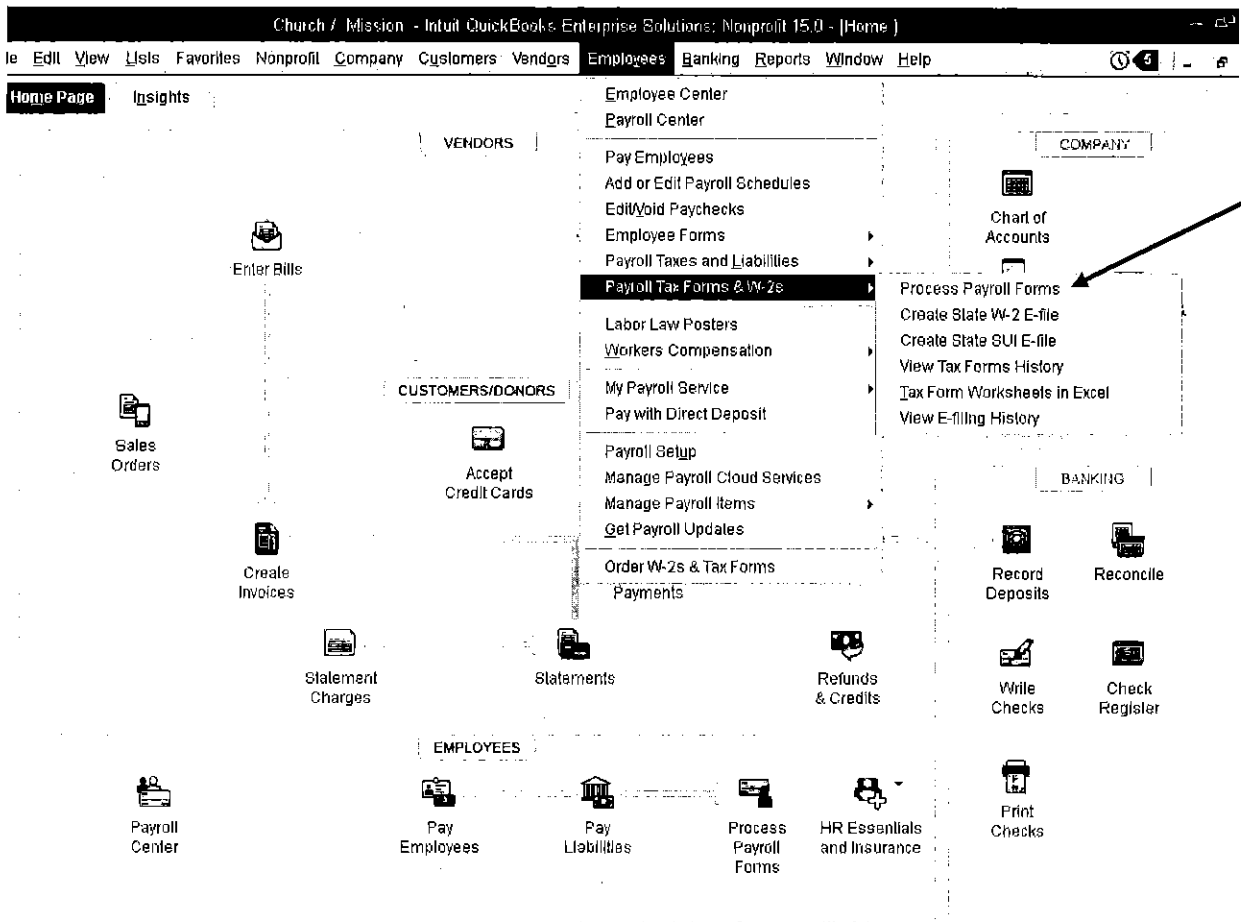 Church / Mission - Intuit QuickBooks Enterprise Solutions: Nonprofit 15.0 - [Home ]
le Edit View Lists Favorites Nonprofit Company Customers Vendors Employees Banking Reports Window Help
5
Home Page Insights
Employee Center
Payroll Center
Pay Employees
Add or Edit Payroll Schedules
Edit/Void Paychecks
Employee Forms
Payroll Taxes and Liabilities
Payroll Tax Forms & W-2s
Labor Law Posters
Workers Compensation
My Payroll Service
Pay with Direct Deposit
Payroll Setup
Manage Payroll Cloud Services
Manage Payroll Items
Get Payroll Updates
Order W-2s & Tax Forms
Process Payroll Forms
Create State W-2 E-file
Create State SUI E-file
View Tax Forms History
Tax Form Worksheets in Excel
View E-filing History
VENDORS
Enter Bills
COMPANY
Chart of
Accounts
CUSTOMERS/DONORS
Sales
Orders
Accept
Credit Cards
Create
Invoices
Payments
Statement
Charges
Statements
Refunds
& Credits
BANKING
Record
Deposits
Reconcile
Write
Checks
Check
Register
Print
Checks
EMPLOYEES
Payroll
Center
Pay
Employees
Pay
Liabilities
Process
Payroll
Forms
HR Essentials
and Insurance